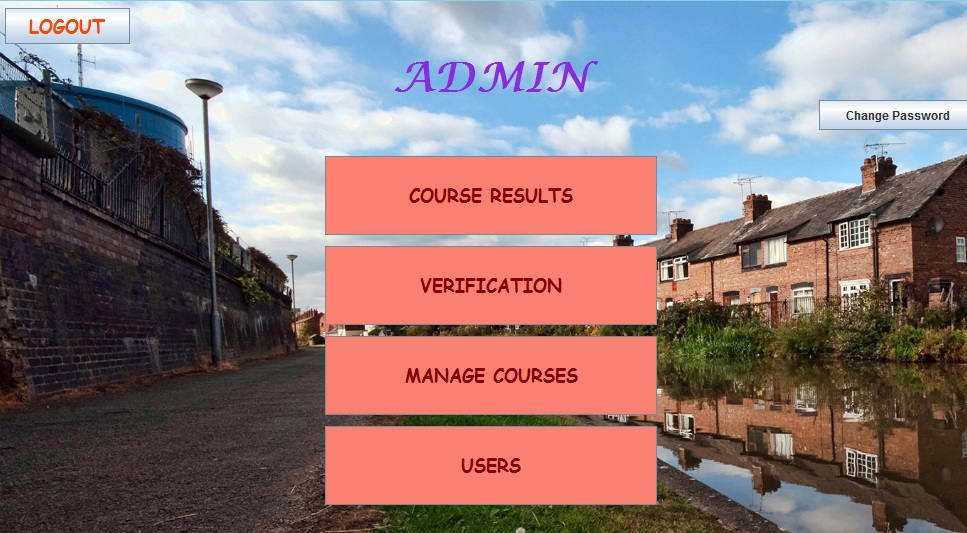 LOGOUT
ADMIN
Change Password
COURSE RESULTS
VERIFICATION
MANAGE COURSES
USERS